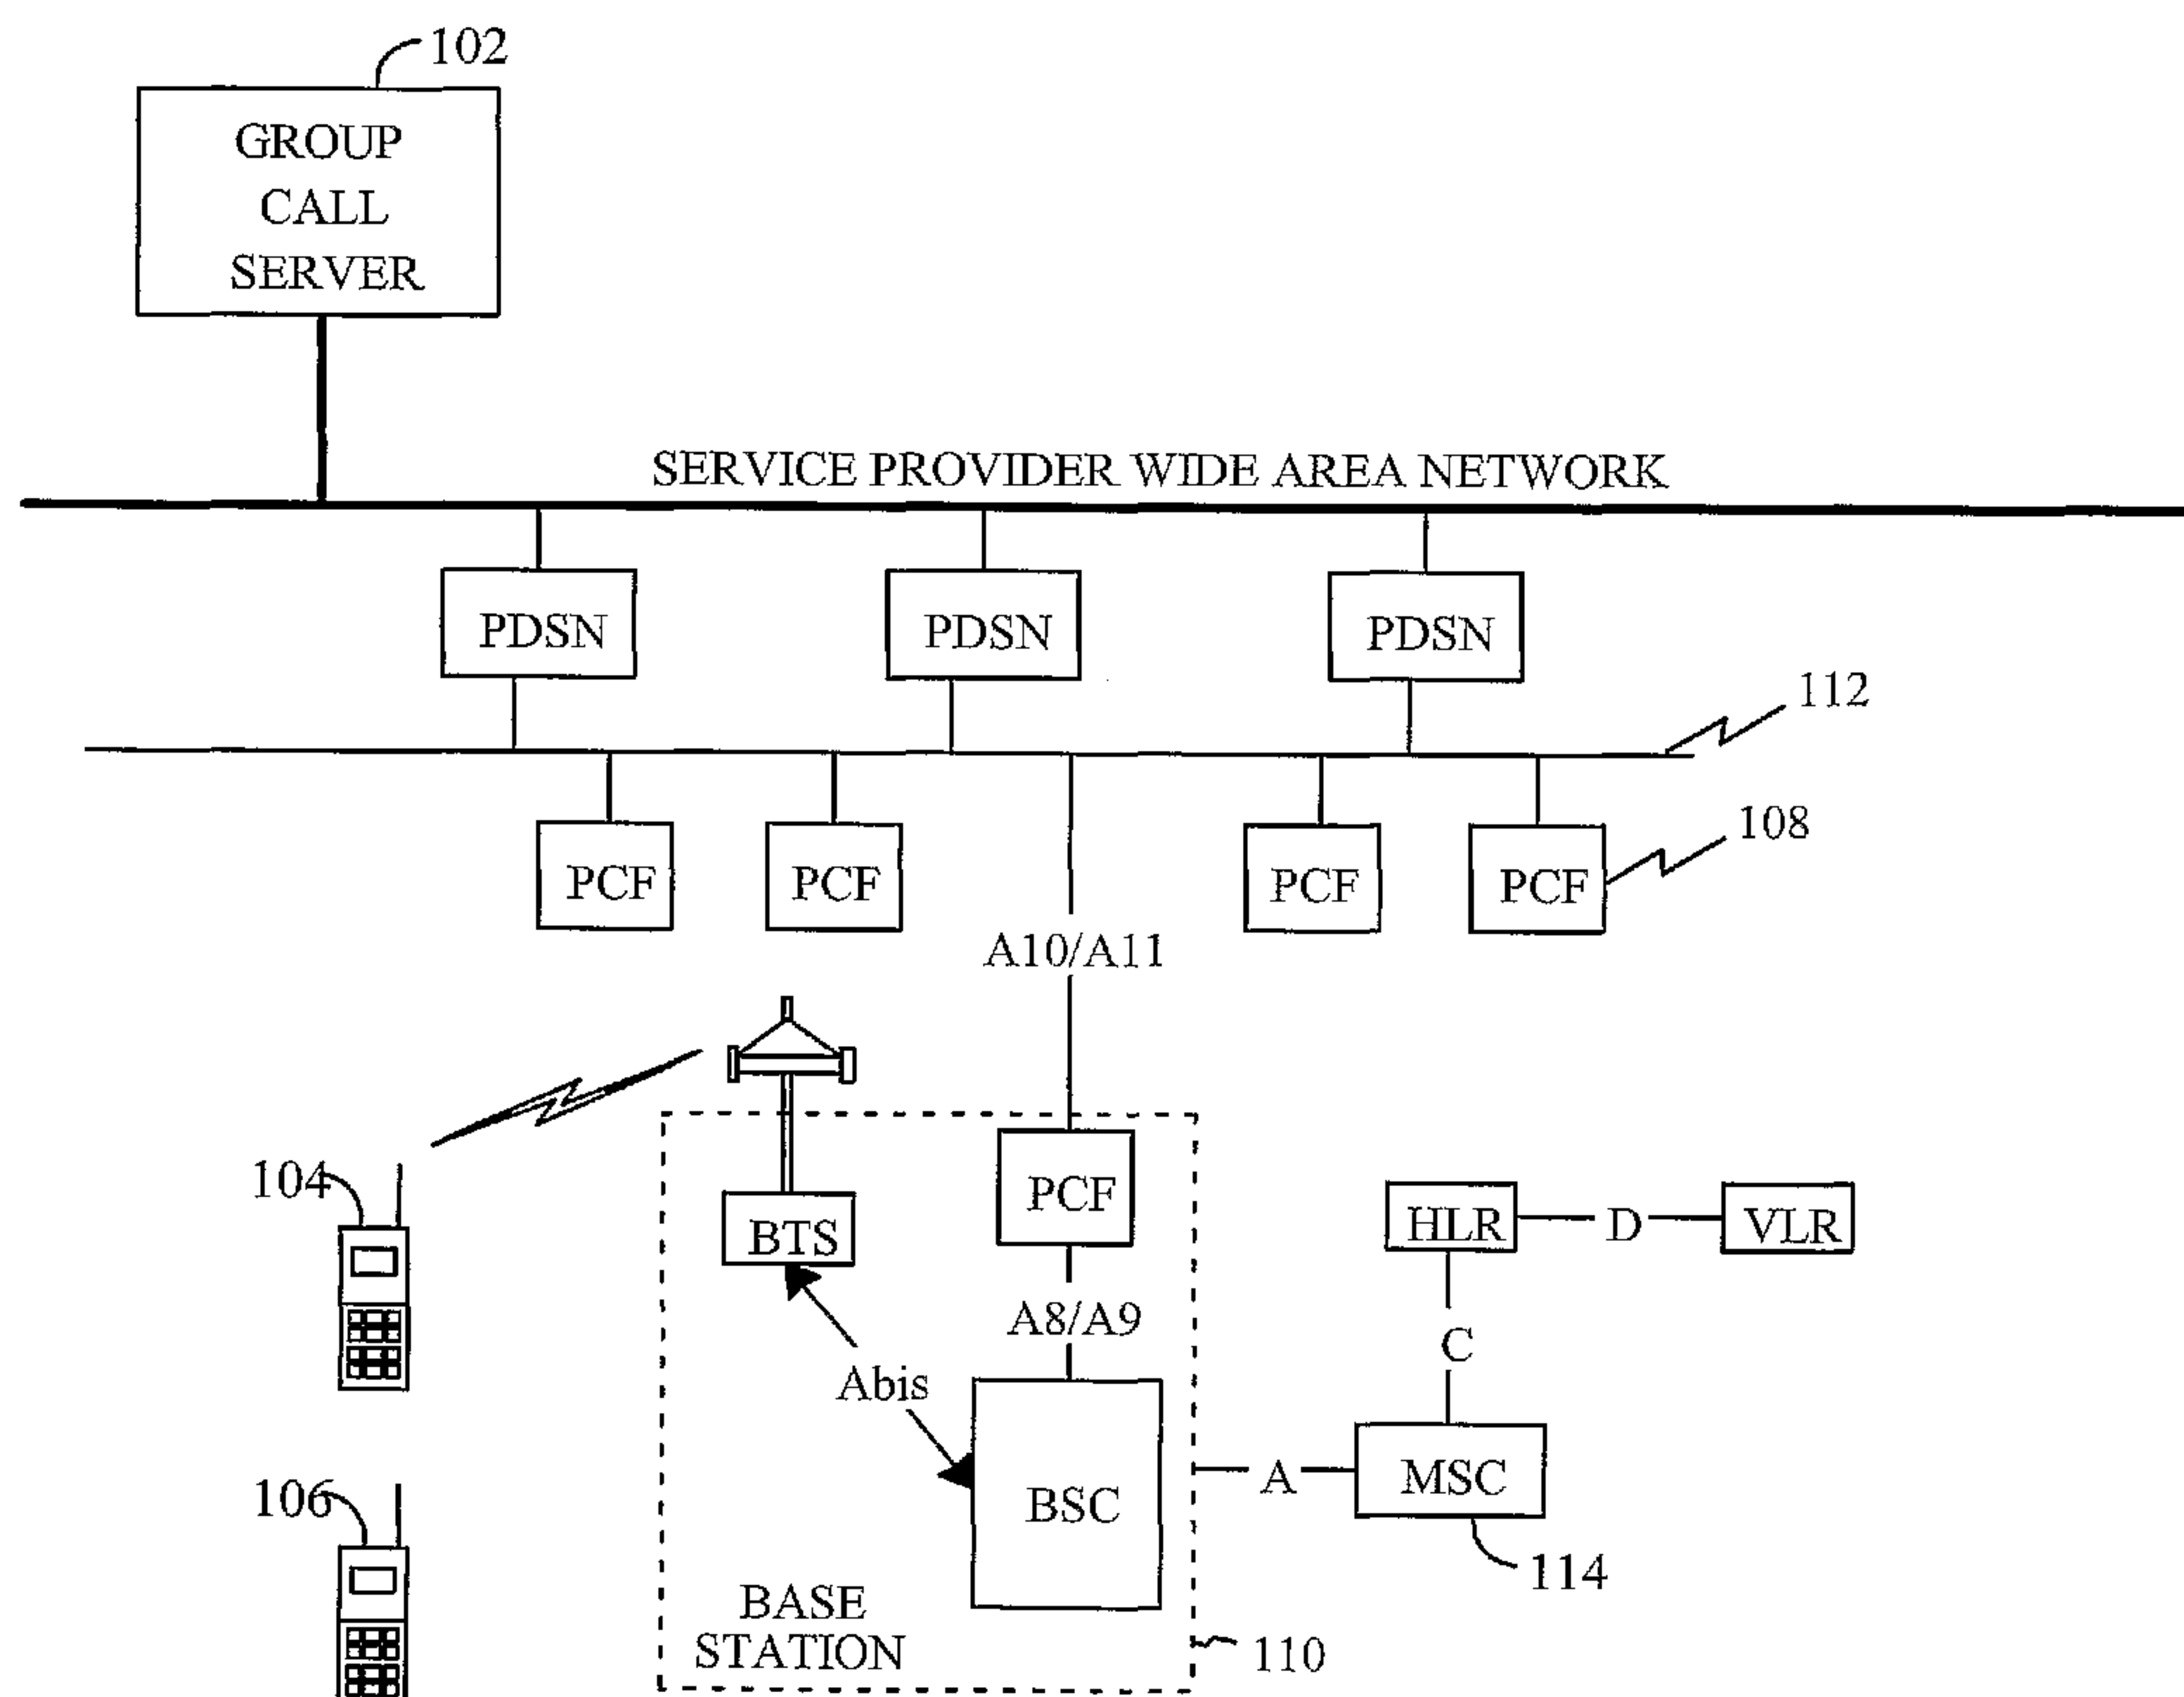 102
GROUP
CALL
SERVER
SERVICE PROVIDER WIDE AREA NETWORK
PDSN
PDSN
PDSN
112
108
PCF
PCF
PCF
PCF
A10/A11
104
BTS
PCF
HLR
D
VLR
A8/A9
C
Abis
106
BSC
A
MSC
114
BASE
STATION
110